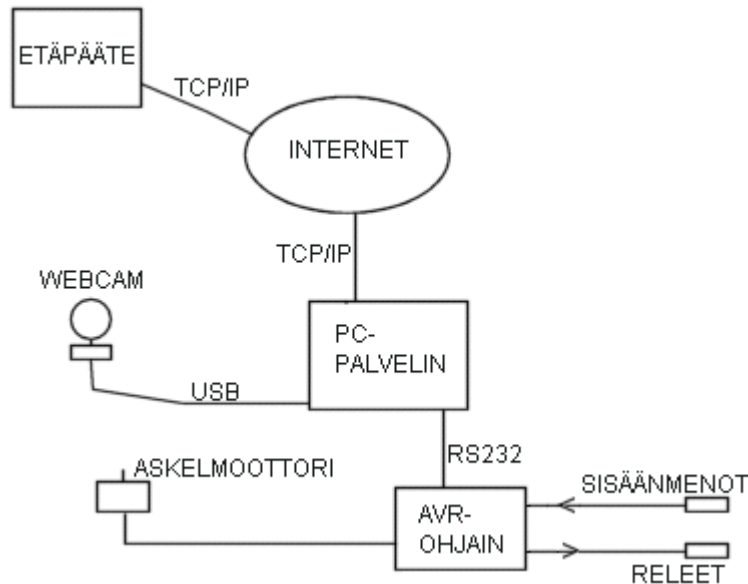 ETÄPÄÄTE
TCP/IP
INTERNET
TCP/IP
WEBCAM
PC-
PALVELIN
USB
RS232
ASKELMOOTTORI
SISÄÄNMENOT
AVR-
OHJAIN
RELEET